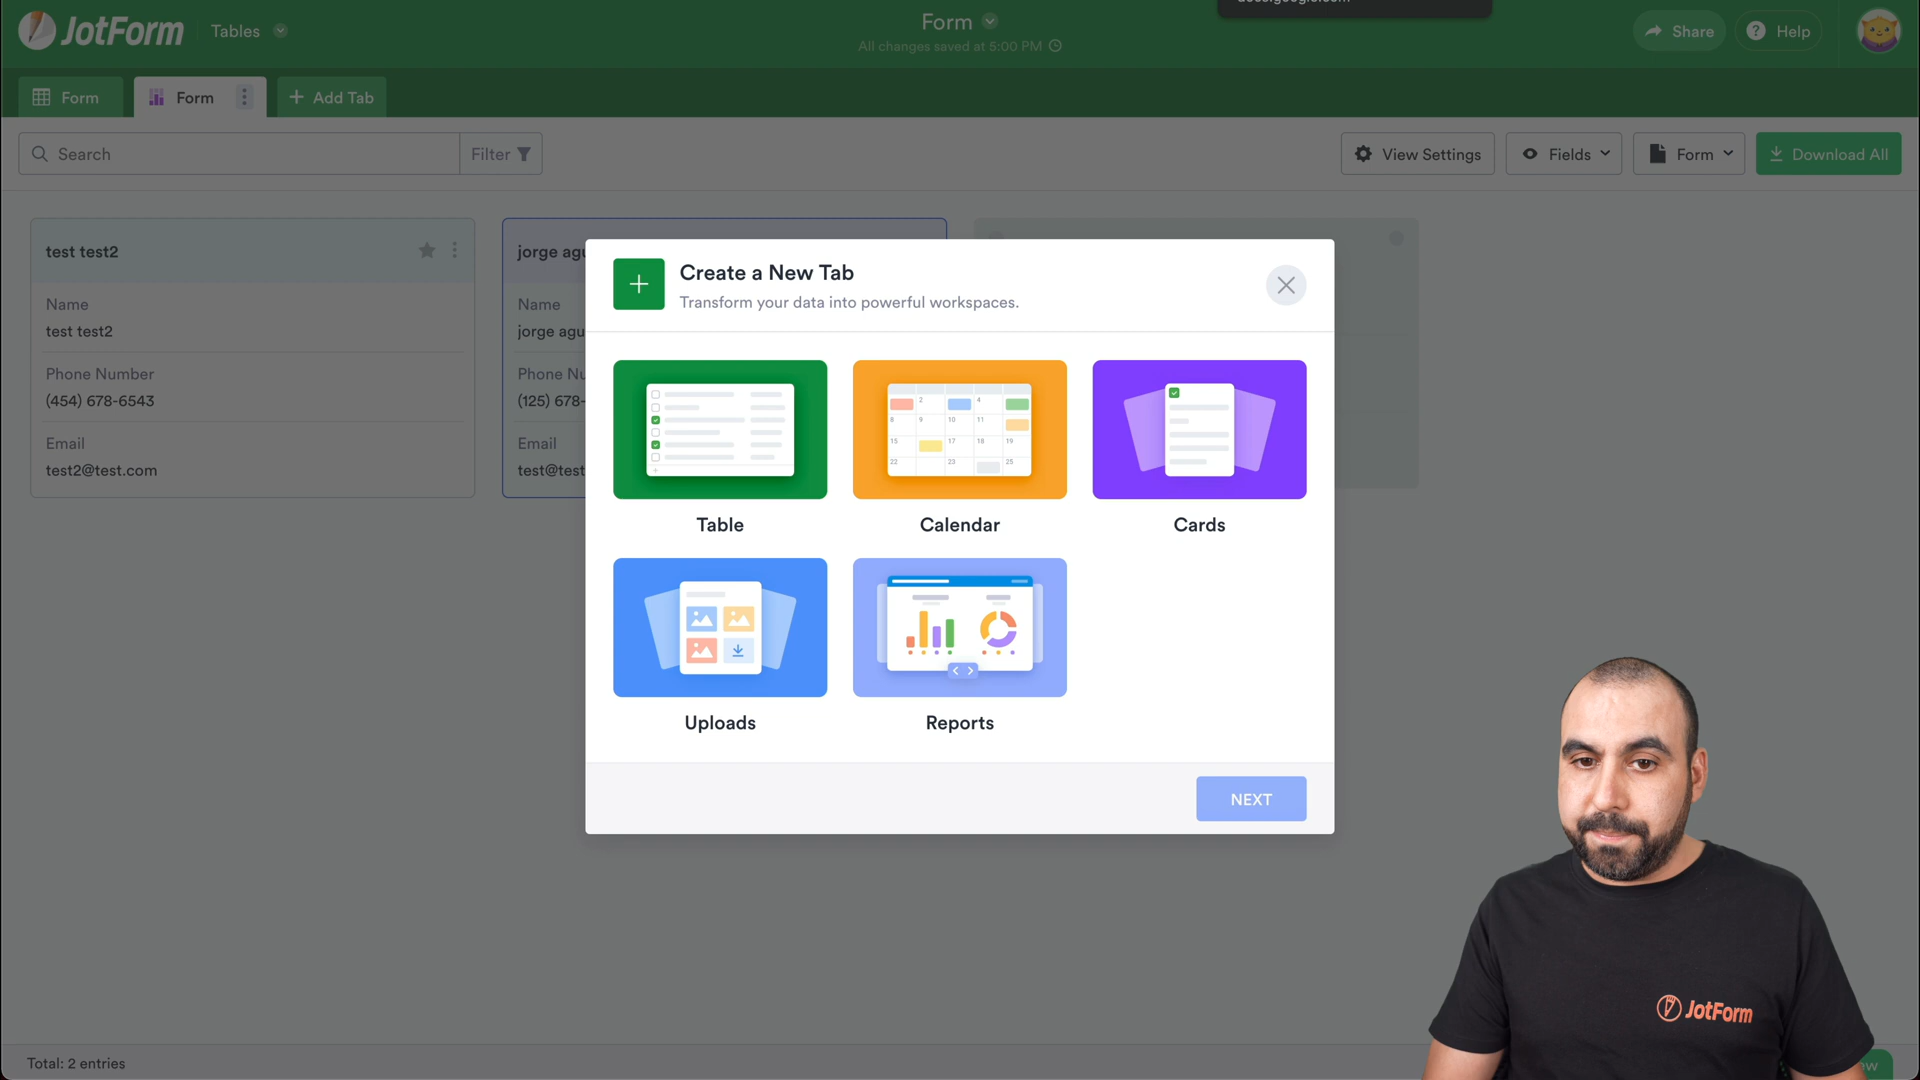 JotForm
Tables
Form
All changes saved at 5:00 PM
Share
Help
Form
Form
Add Tab
Search
Filter
View Settings
Fields
Form
Download All
test test2
Name
test test2
Phone Number
(454) 678-6543
Email
test2@test.com
jorge agu
Name
jorge agu
Phone Nu
(125) 678-
Email
test@test
Create a New Tab
Transform your data into powerful workspaces.
Table
Calendar
Cards
Uploads
Reports
NEXT
JotForm
Total: 2 entries